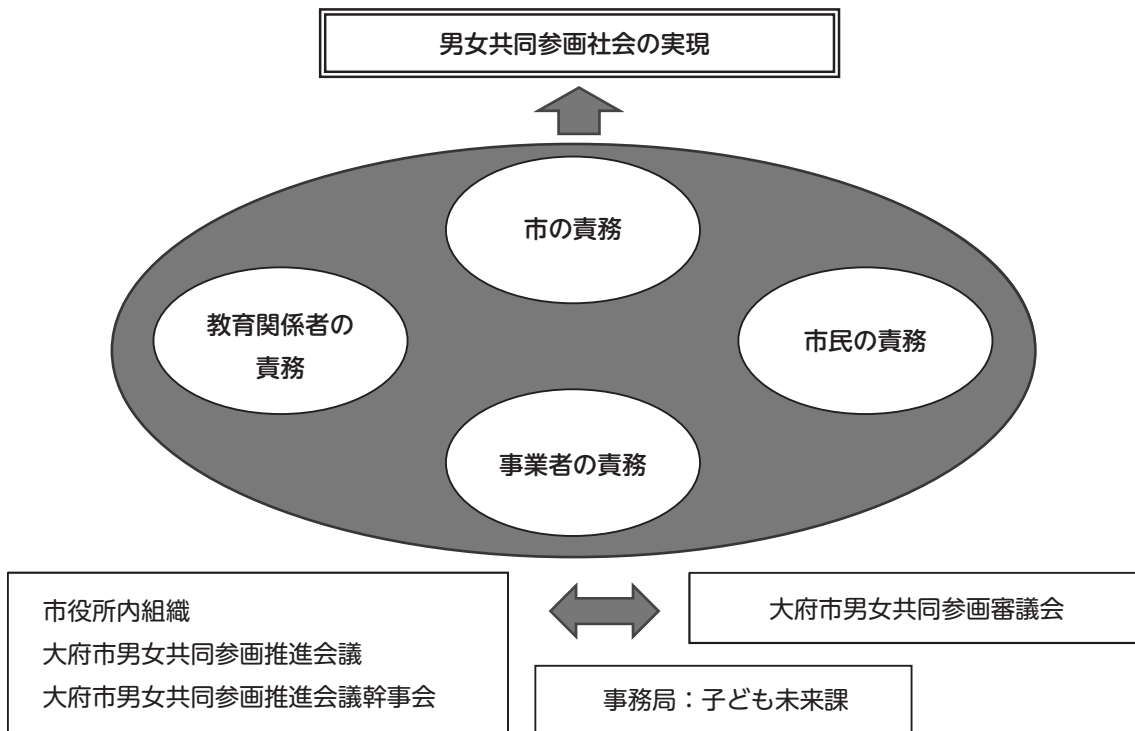 男女共同参画社会の実現
市の責務
教育関係者の
責務
市民の責務
事業者の責務
市役所内組織
大府市男女共同参画推進会議
大府市男女共同参画推進会議幹事会
大府市男女共同参画審議会
事務局：子ども未来課